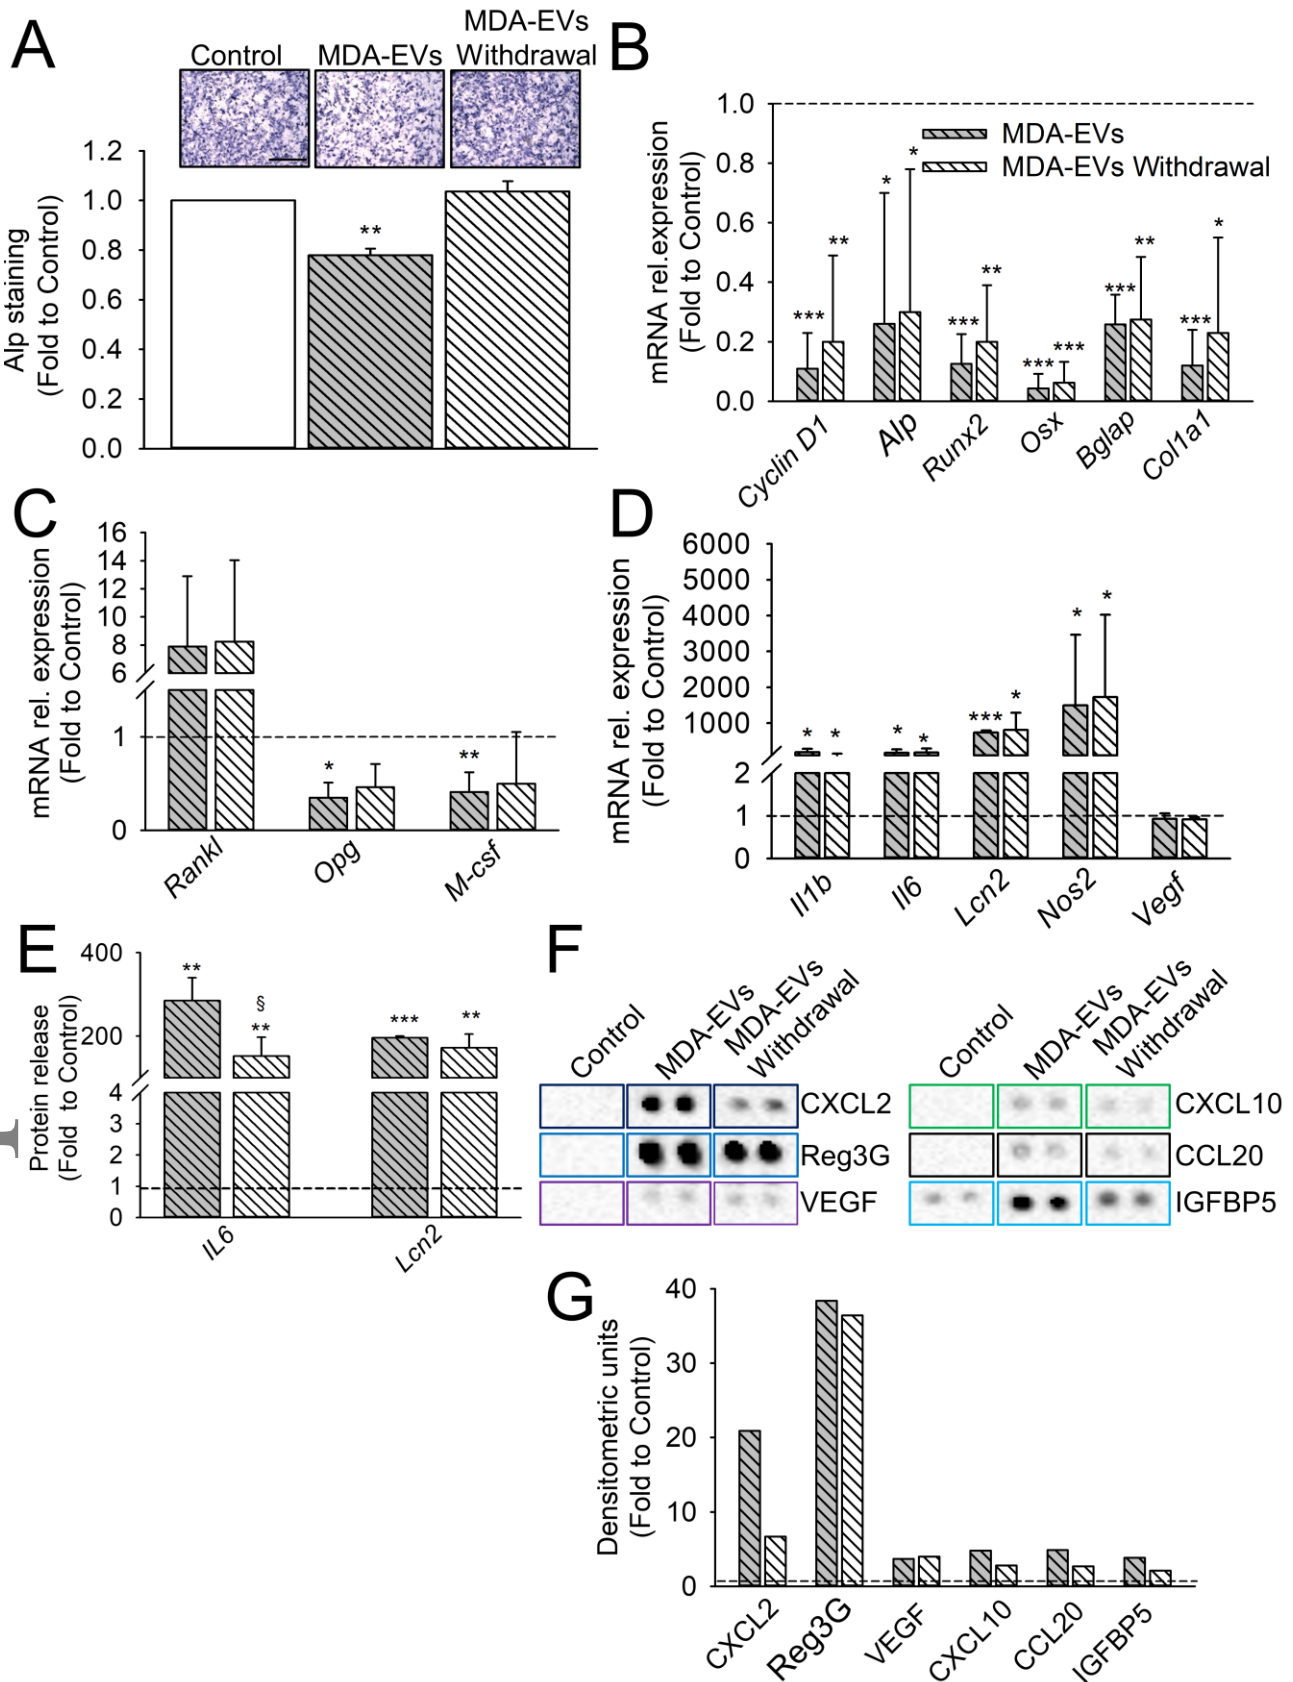 A
Control
MDA-EVs
MDA-EVs
Withdrawal
Alp staining
(Fold to Control)
1.2
1.0
0.8
0.6
0.4
0.2
0.0
**
B
mRNA rel.expression
(Fold to Control)
1.0
0.8
0.6
0.4
0.2
0.0
MDA-EVs
MDA-EVs Withdrawal
*** ** * * *** ** *** *** *** ** *** *
Cyclin D1
Alp
Runx2
Osx
Bglap
Col1a1
C
mRNA rel. expression
(Fold to Control)
16
14
12
10
8
6
1
0
* **
Rankl
Opg
M-csf
D
mRNA rel. expression
(Fold to Control)
6000
5000
4000
3000
2000
1000
2
1
0
* * * * *** * * *
Il1b
Il6
Lcn2
Nos2
Vegf
E
Protein release
(Fold to Control)
400
200
4
3
2
1
0
**
§
**
***
**
IL6
Lcn2
F
Control
MDA-EVs
MDA-EVs
Withdrawal
CXCL2
Reg3G
VEGF
Control
MDA-EVs
MDA-EVs
Withdrawal
CXCL10
CCL20
IGFBP5
G
Densitometric units
(Fold to Control)
40
30
20
10
0
CXCL2
Reg3G
VEGF
CXCL10
CCL20
IGFBP5